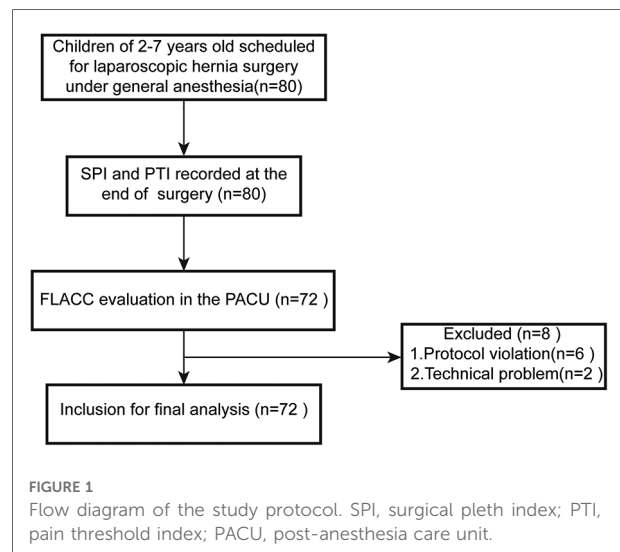 Children of 2-7 years old scheduled
for laparoscopic hernia surgery
under general anesthesia(n=80)
SPI and PTI recorded at the
end of surgery (n=80)
FLACC evaluation in the PACU (n=72 )
Excluded (n=8 )
1.Protocol violation(n=6 )
2.Technical problem(n=2 )
Inclusion for final analysis (n=72 )
FIGURE 1
Flow diagram of the study protocol. SPI, surgical pleth index; PTI,
pain threshold index; PACU, post-anesthesia care unit.